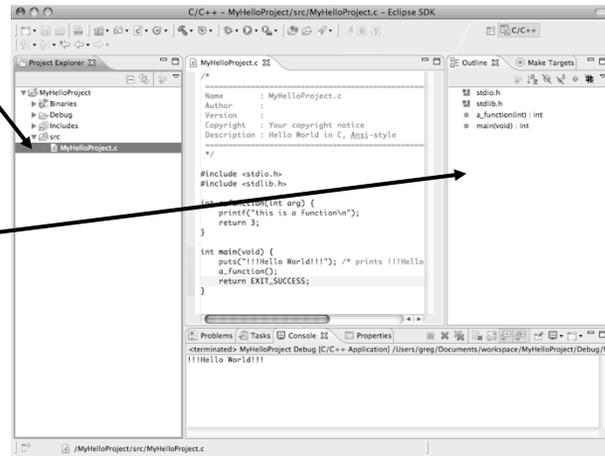 C/C++ - MyHelloProject/src/MyHelloProject.c - Eclipse SDK
C/C++
Project Explorer
MyHelloProject
Binaries
Debug
Includes
src
MyHelloProject.c
MyHelloProject.c
/*
Name : MyHelloProject.c
Author :
Version :
Copyright : Your copyright notice
Description : Hello World in C, Ansi-style
*/
#include <stdio.h>
#include <stdlib.h>
int a_function(int arg) {
printf("this is a function\n");
return 3;
}
int main(void) {
puts("!!!Hello World!!!"); /* prints !!!Hello
a_function();
return EXIT_SUCCESS;
}
Outline
Make Targets
stdio.h
stdlib.h
a_function(int) : int
main(void) : int
Problems Tasks Console Properties
<terminated> MyHelloProject Debug [C/C++ Application] /Users/greg/Documents/workspace/MyHelloProject/Debug/
!!!Hello World!!!
/MyHelloProject/src/MyHelloProject.c